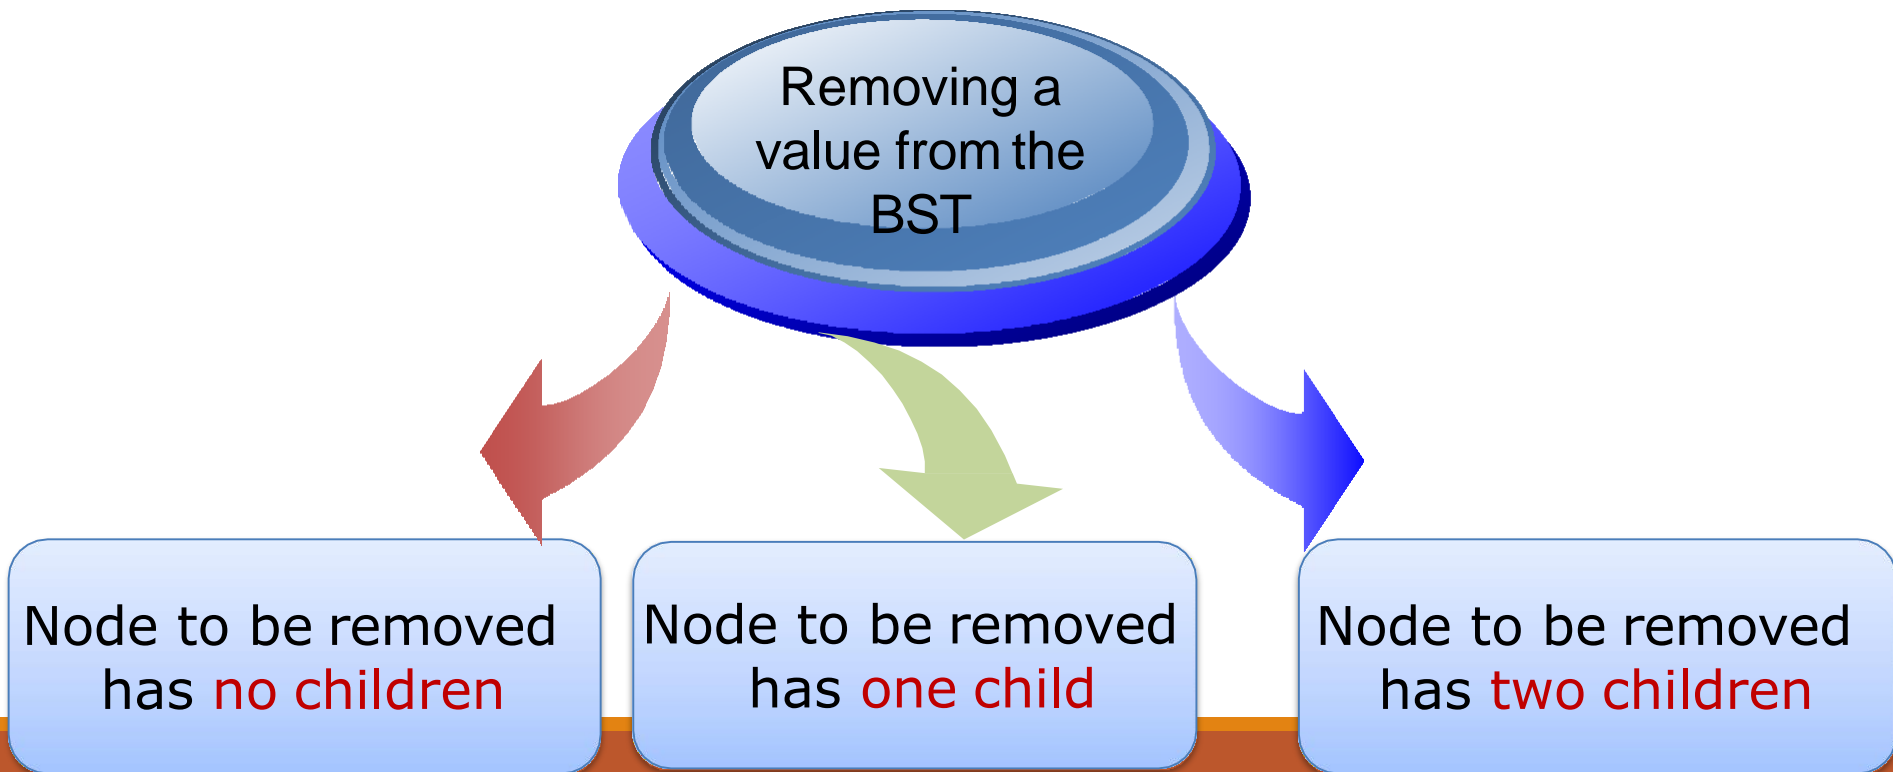 Removing a
value from the
BST
Node to be removed
has no children
Node to be removed
has one child
Node to be removed
has two children